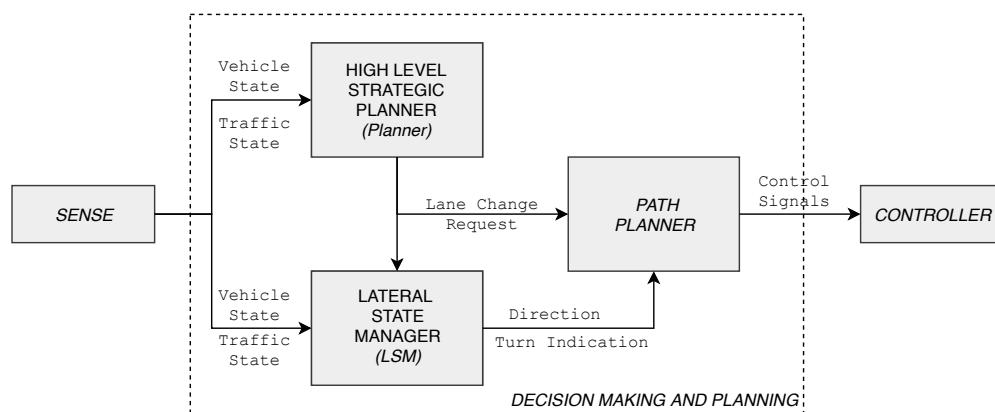 Vehicle
State
Traffic
State
HIGH LEVEL
STRATEGIC
PLANNER
(Planner)
SENSE
Lane Change
Request
PATH
PLANNER
Control
Signals
CONTROLLER
Vehicle
State
Traffic
State
LATERAL
STATE
MANAGER
(LSM)
Direction
Turn Indication
DECISION MAKING AND PLANNING